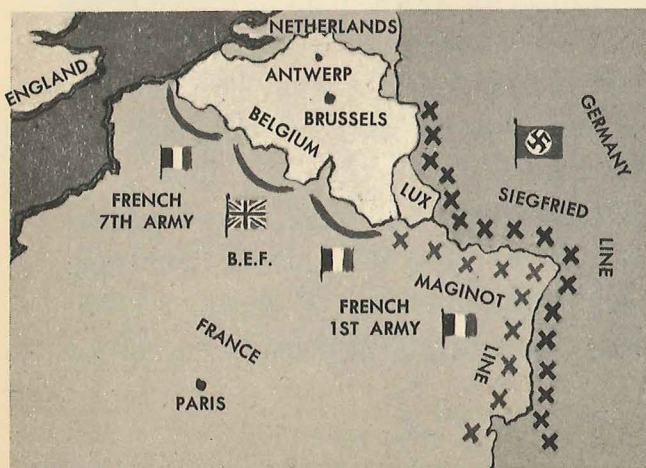 NETHERLANDS
ENGLAND
ANTWERP
BRUSSELS
BELGIUM
GERMANY
LUX
SIEGFRIED
LINE
FRENCH
7TH ARMY
B.E.F.
MAGINOT
LINE
FRENCH
1ST ARMY
FRANCE
PARIS